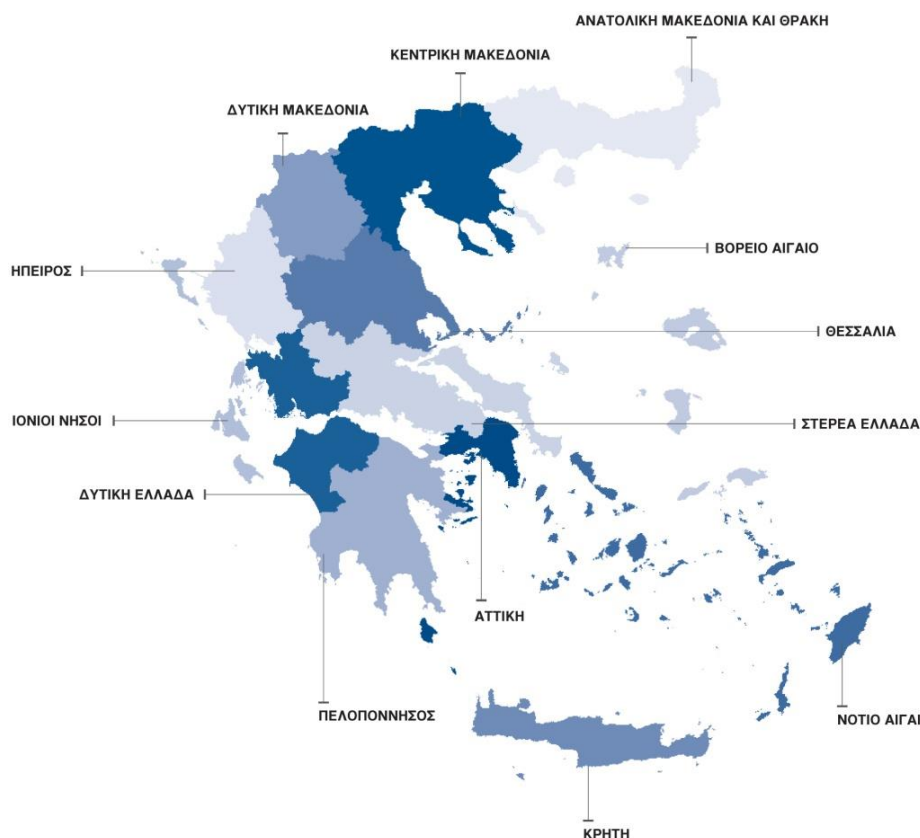 ΑΝΑΤΟΛΙΚΗ ΜΑΚΕΔΟΝΙΑ ΚΑΙ ΘΡΑΚΗ
ΚΕΝΤΡΙΚΗ ΜΑΚΕΔΟΝΙΑ
ΔΥΤΙΚΗ ΜΑΚΕΔΟΝΙΑ
ΒΟΡΕΙΟ ΑΙΓΑΙΟ
ΗΠΕΙΡΟΣ
ΘΕΣΣΑΛΙΑ
ΙΟΝΙΟΙ ΝΗΣΟΙ
ΣΤΕΡΕΑ ΕΛΛΑΔΑ
ΔΥΤΙΚΗ ΕΛΛΑΔΑ
ΑΤΤΙΚΗ
ΠΕΛΟΠΟΝΝΗΣΟΣ
ΝΟΤΙΟ ΑΙΓΑΙ
ΚΡΗΤΗ